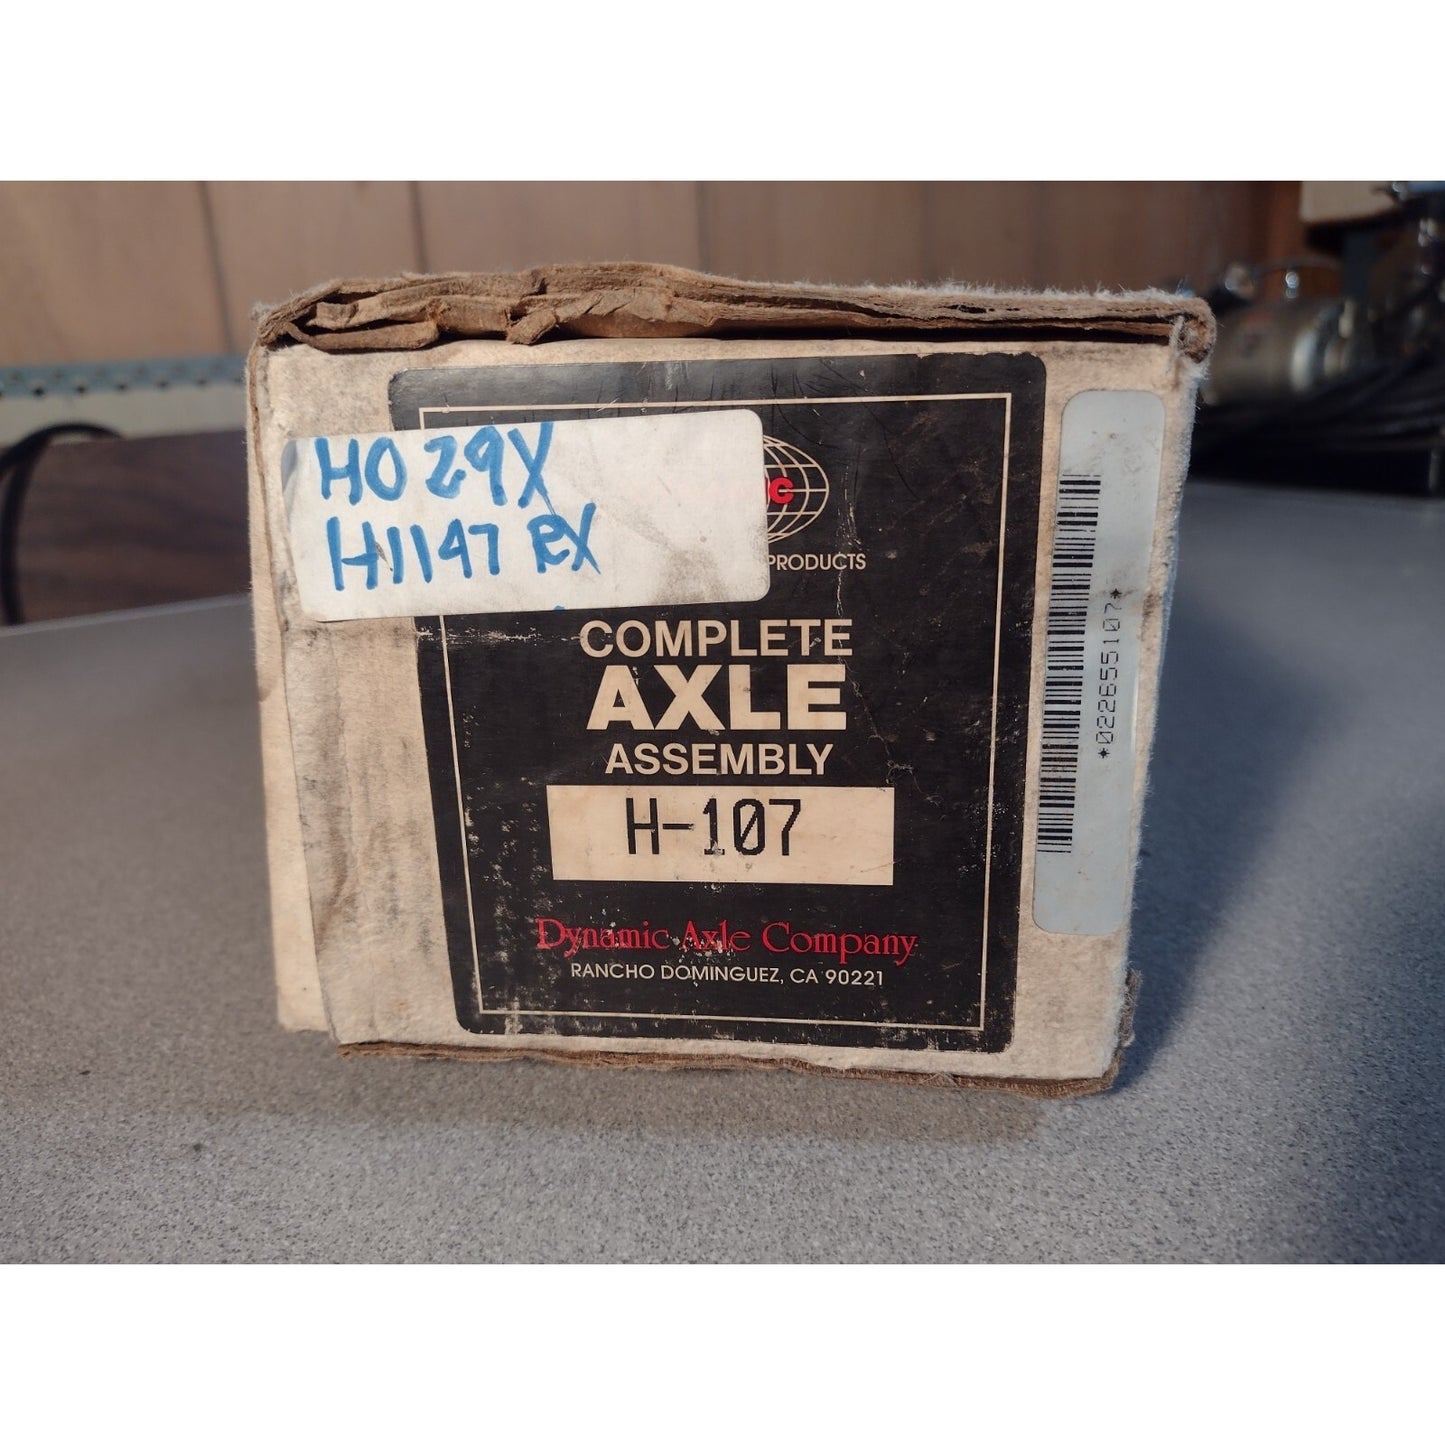 HO 29X
H1147 RX
PRODUCTS
COMPLETE
AXLE
ASSEMBLY
H-107
Dynamic Axle Company
RANCHO DOMINGUEZ, CA 90221
*022655107*